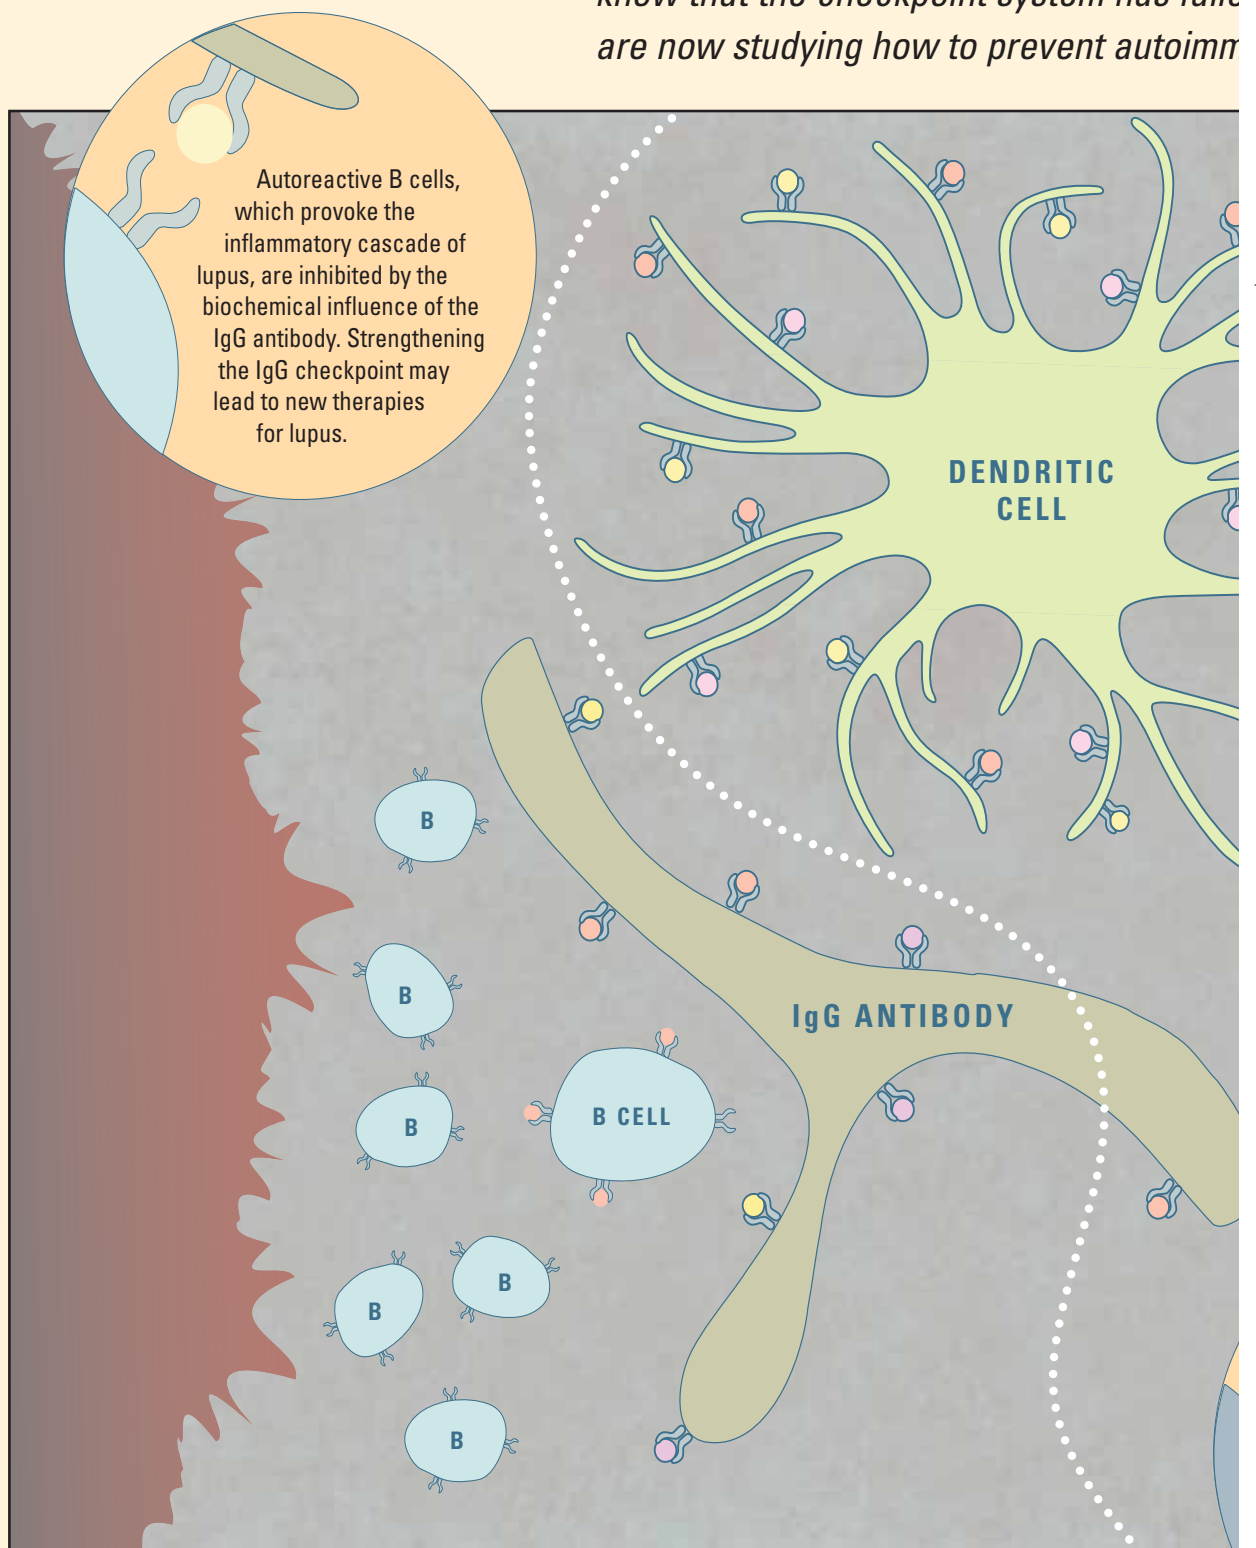 are now studying how to prevent
Autoreactive B cells,
which provoke the
inflammatory cascade of
lupus, are inhibited by the
biochemical influence of the
IgG antibody. Strengthening
the IgG checkpoint may
lead to new therapies
for lupus.
DENDRITIC
CELL
B
B
IgG ANTIBODY
B CELL
B
B
B
B